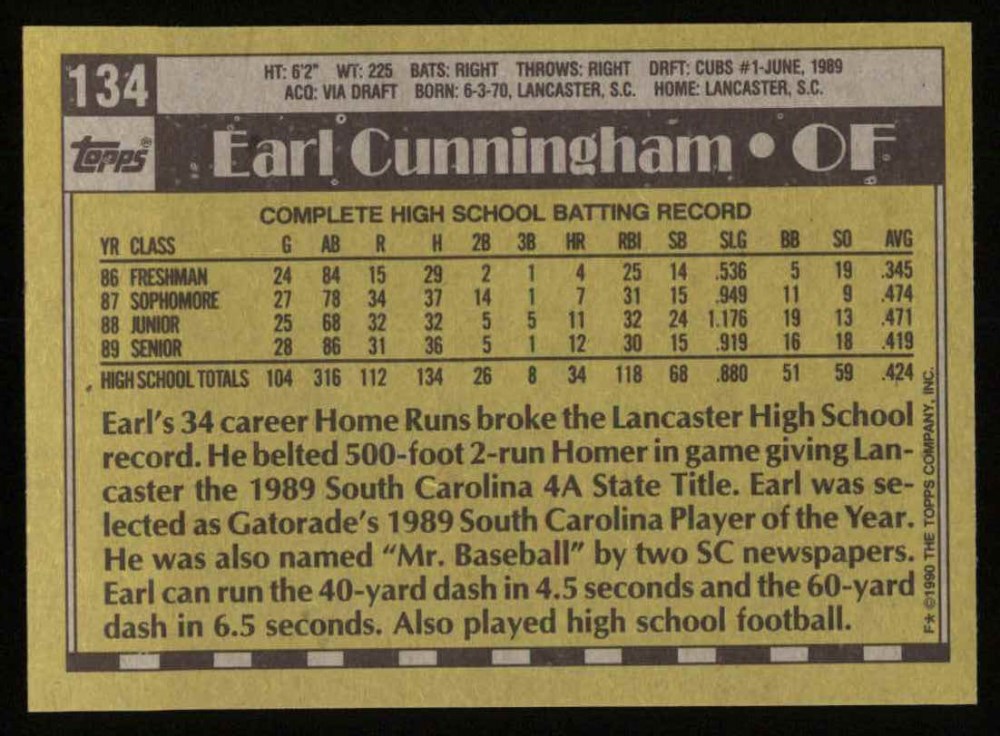 134
HT: 6'2" WT: 225 BATS: RIGHT THROWS: RIGHT DRFT: CUBS #1-JUNE, 1989
ACQ: VIA DRAFT BORN: 6-3-70, LANCASTER, S.C. HOME: LANCASTER, S.C.
topps®
Earl Cunningham • OF
COMPLETE HIGH SCHOOL BATTING RECORD
YR CLASS G AB R H 2B 3B HR RBI SB SLG BB SO AVG
86 FRESHMAN 24 84 15 29 2 1 4 25 14 .536 5 19 .345
87 SOPHOMORE 27 78 34 37 14 1 7 31 15 .949 11 9 .474
88 JUNIOR 25 68 32 32 5 5 11 32 24 1.176 19 13 .471
89 SENIOR 28 86 31 36 5 1 12 30 15 .919 16 18 .419
HIGH SCHOOL TOTALS 104 316 112 134 26 8 34 118 68 .880 51 59 .424
Earl's 34 career Home Runs broke the Lancaster High School
record. He belted 500-foot 2-run Homer in game giving Lan-
caster the 1989 South Carolina 4A State Title. Earl was se-
lected as Gatorade's 1989 South Carolina Player of the Year.
He was also named "Mr. Baseball" by two SC newspapers.
Earl can run the 40-yard dash in 4.5 seconds and the 60-yard
dash in 6.5 seconds. Also played high school football.
F* ©1990 THE TOPPS COMPANY, INC.